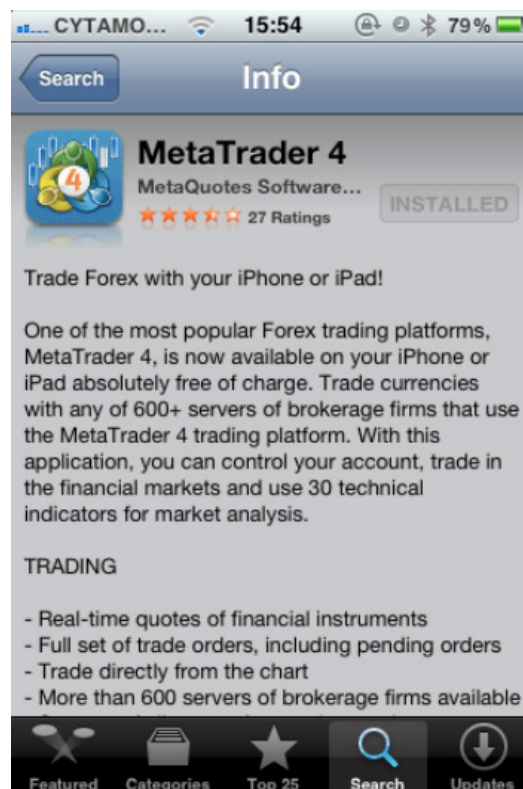 CYTAMO... 15:54 79%
Search Info
MetaTrader 4
MetaQuotes Software...
4
27 Ratings
INSTALLED
Trade Forex with your iPhone or iPad!
One of the most popular Forex trading platforms,
MetaTrader 4, is now available on your iPhone or
iPad absolutely free of charge. Trade currencies
with any of 600+ servers of brokerage firms that use
the MetaTrader 4 trading platform. With this
application, you can control your account, trade in
the financial markets and use 30 technical
indicators for market analysis.
TRADING
- Real-time quotes of financial instruments
- Full set of trade orders, including pending orders
- Trade directly from the chart
- More than 600 servers of brokerage firms available
Featured Categories Top 25 Search Updates